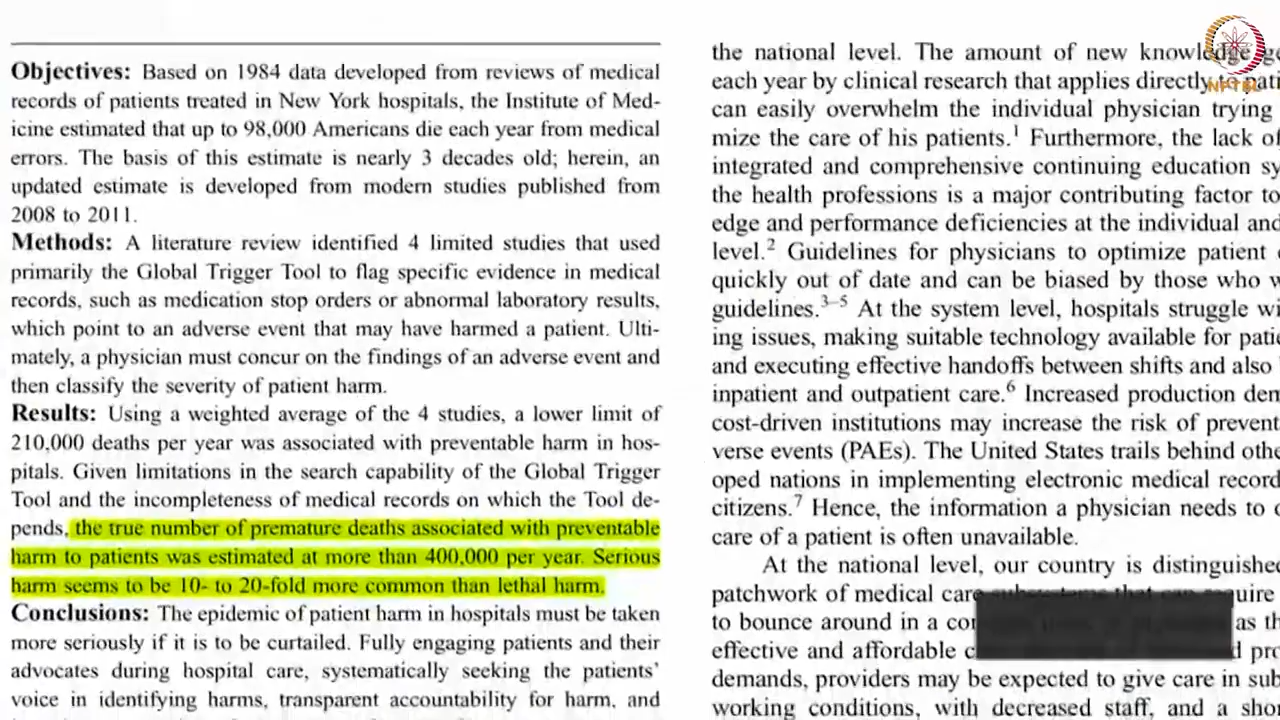 Objectives: Based on 1984 data developed from reviews of medical
records of patients treated in New York hospitals, the Institute of Med-
icine estimated that up to 98,000 Americans die each year from medical
errors. The basis of this estimate is nearly 3 decades old; herein, an
updated estimate is developed from modern studies published from
2008 to 2011.
Methods: A literature review identified 4 limited studies that used
primarily the Global Trigger Tool to flag specific evidence in medical
records, such as medication stop orders or abnormal laboratory results,
which point to an adverse event that may have harmed a patient. Ulti-
mately, a physician must concur on the findings of an adverse event and
then classify the severity of patient harm.
Results: Using a weighted average of the 4 studies, a lower limit of
210,000 deaths per year was associated with preventable harm in hos-
pitals. Given limitations in the search capability of the Global Trigger
Tool and the incompleteness of medical records on which the Tool de-
pends, the true number of premature deaths associated with preventable
harm to patients was estimated at more than 400,000 per year. Serious
harm seems to be 10- to 20-fold more common than lethal harm.
Conclusions: The epidemic of patient harm in hospitals must be taken
more seriously if it is to be curtailed. Fully engaging patients and their
advocates during hospital care, systematically seeking the patients'
voice in identifying harms, transparent accountability for harm, and
the national level. The amount of new knowledge ge
each year by clinical research that applies directly to pati
can easily overwhelm the individual physician trying
mize the care of his patients.1 Furthermore, the lack of
integrated and comprehensive continuing education sy
the health professions is a major contributing factor to
edge and performance deficiencies at the individual and
level.2 Guidelines for physicians to optimize patient
quickly out of date and can be biased by those who w
guidelines.3–5 At the system level, hospitals struggle wi
ing issues, making suitable technology available for patie
and executing effective handoffs between shifts and also
inpatient and outpatient care.6 Increased production den
cost-driven institutions may increase the risk of prevent
verse events (PAEs). The United States trails behind othe
oped nations in implementing electronic medical record
citizens.7 Hence, the information a physician needs to
care of a patient is often unavailable.
At the national level, our country is distinguished
patchwork of medical care
to bounce around in a co as th
effective and affordable c d pro
demands, providers may be expected to give care in sub
working conditions, with decreased staff, and a shor
NPTEL